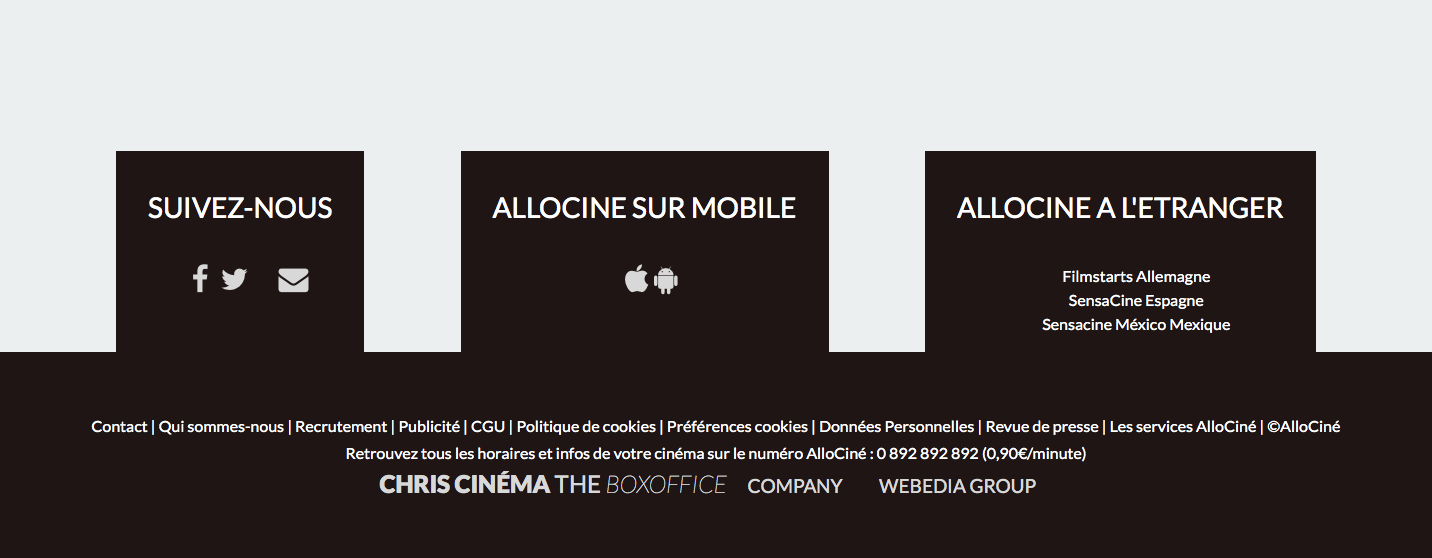 SUIVEZ-NOUS
ALLOCINE SUR MOBILE
ALLOCINE A L'ETRANGER
Filmstarts Allemagne
SensaCine Espagne
Sensacine México Mexique
Contact | Qui sommes-nous | Recrutement | Publicité | CGU | Politique de cookies | Préférences cookies | Données Personnelles | Revue de presse | Les services AlloCiné | ©AlloCiné
Retrouvez tous les horaires et infos de votre cinéma sur le numéro AlloCiné : 0 892 892 892 (0,90€/minute)
CHRIS CINÉMA THE BOXOFFICE COMPANY WEBEDIA GROUP